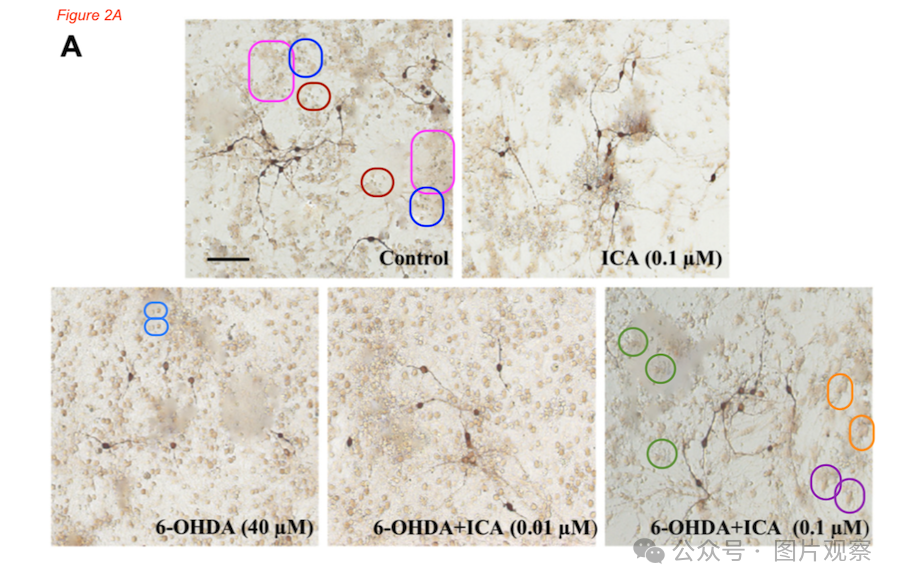 Figure 2A
A
Control
ICA (0.1 μM)
6-OHDA (40 μM)
6-OHDA+ICA (0.01 μM)
6-OHDA+ICA (0.1 μM)
公众号 · 图片观察